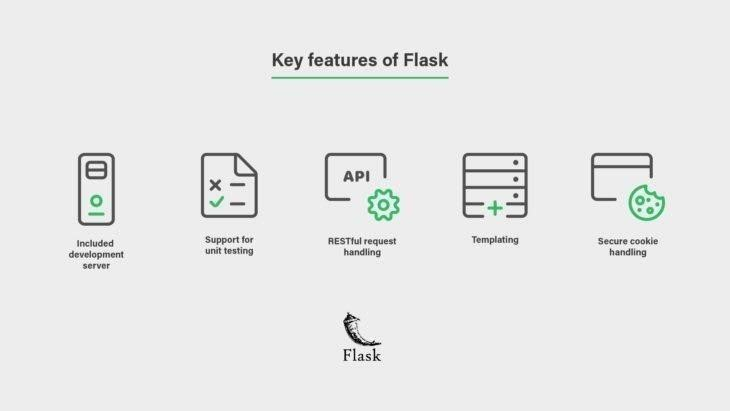 Key features of Flask
API
Included
development
server
Support for
unit testing
RESTful request
handling
Templating
Secure cookie
handling
Flask